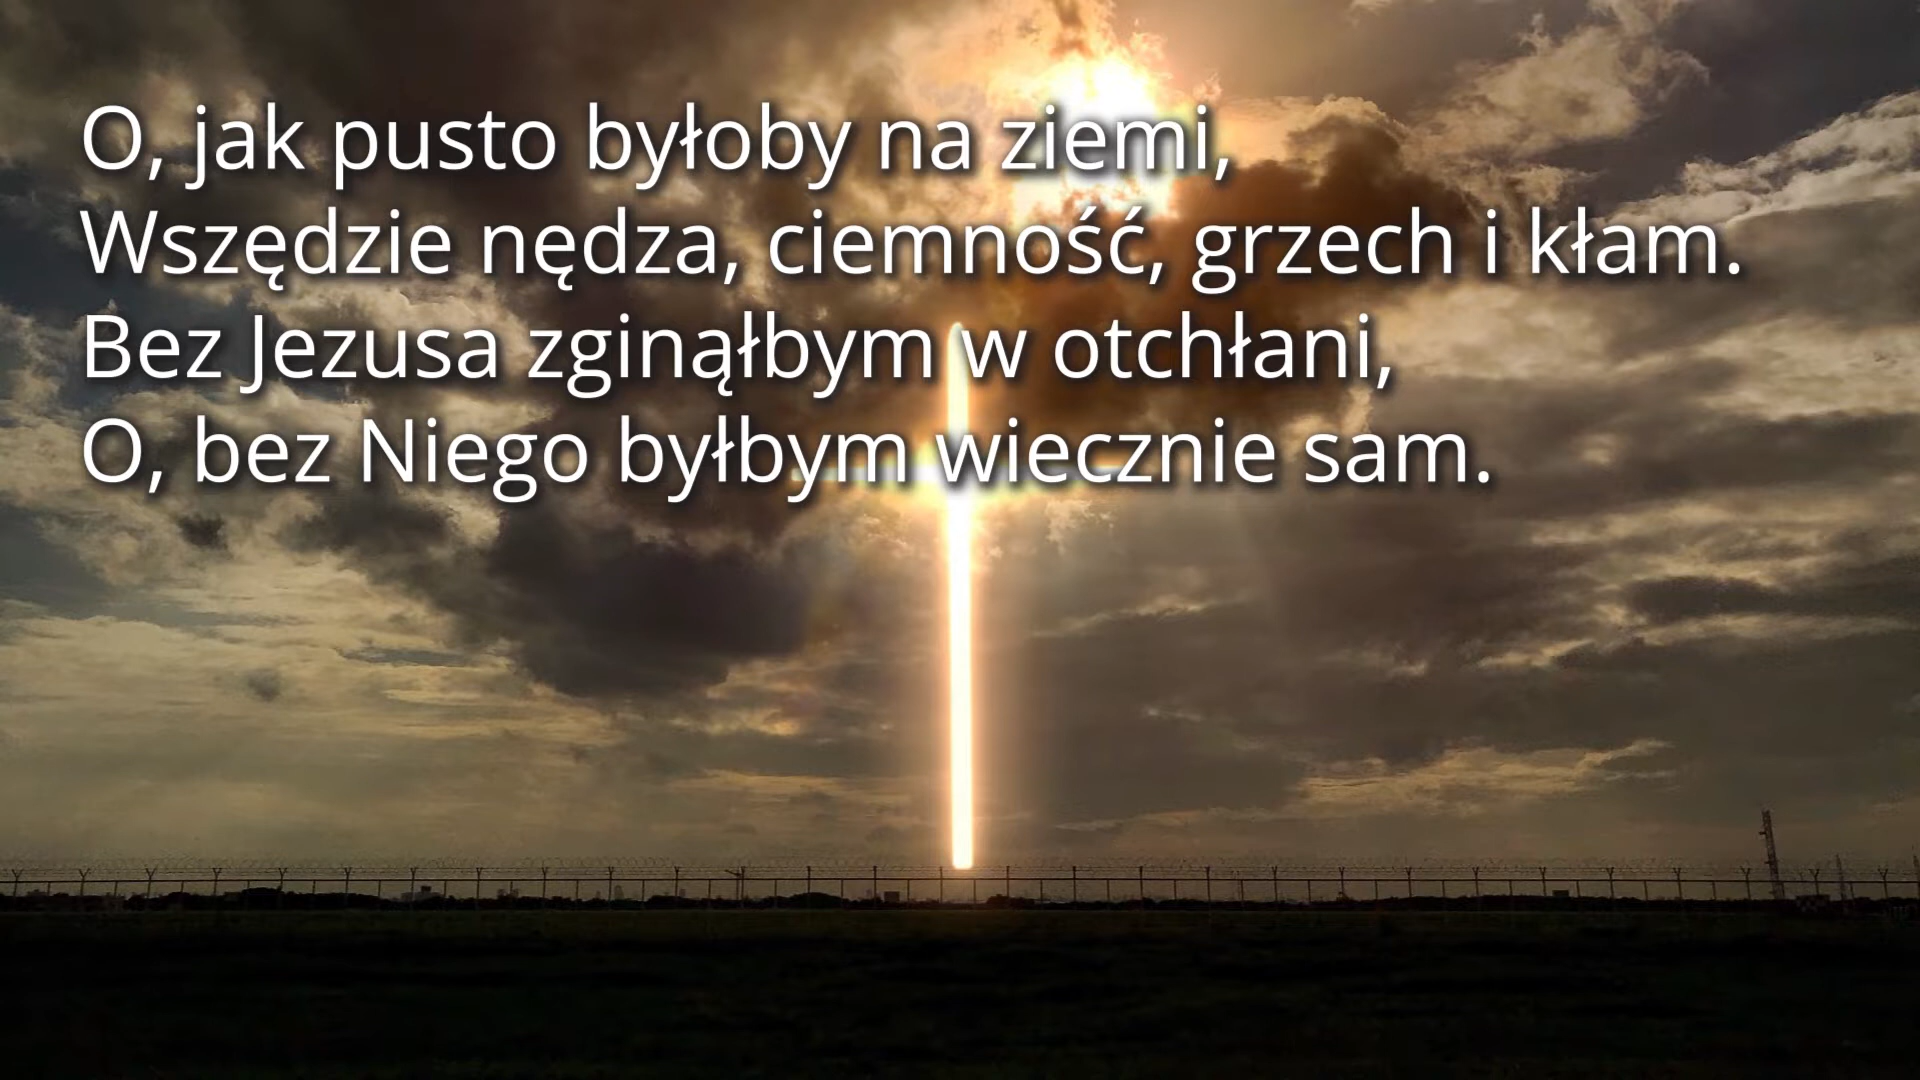 O, jak pusto byłoby na ziemi,
Wszędzie nędza, ciemność, grzech i kłam.
Bez Jezusa zginąłbym w otchłani,
O, bez Niego byłbym wiecznie sam.